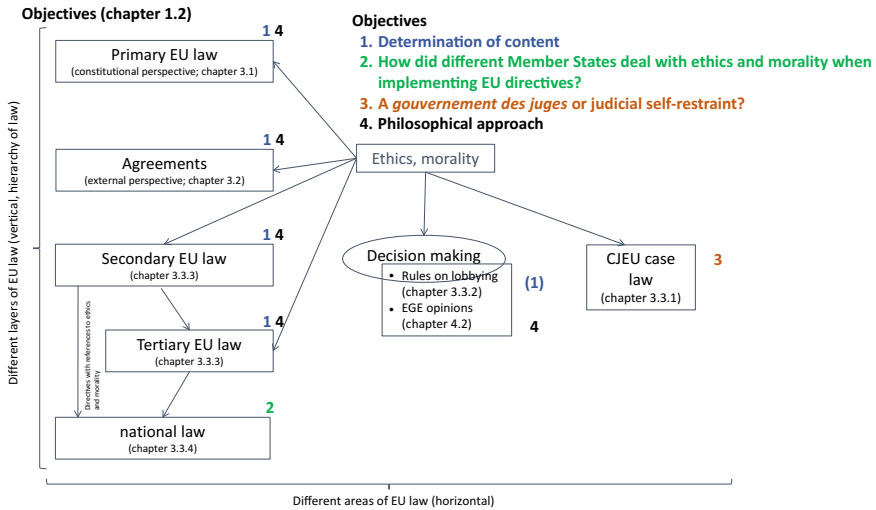 Objectives (chapter 1.2)
Objectives
1. Determination of content
2. How did different Member States deal with ethics and morality when
implementing EU directives?
3. A gouvernement des juges or judicial self-restraint?
4. Philosophical approach
1 4
Primary EU law
(constitutional perspective; chapter 3.1)
1 4
Agreements
(external perspective; chapter 3.2)
Ethics, morality
1 4
Secondary EU law
(chapter 3.3.3)
Decision making
• Rules on lobbying
(chapter 3.3.2)
• EGE opinions
(chapter 4.2)
(1)
4
CJEU case
law
(chapter 3.3.1)
3
1 4
Tertiary EU law
(chapter 3.3.3)
Directives with references to ethics
and morality
2
national law
(chapter 3.3.4)
Different layers of EU law (vertical, hierarchy of law)
Different areas of EU law (horizontal)